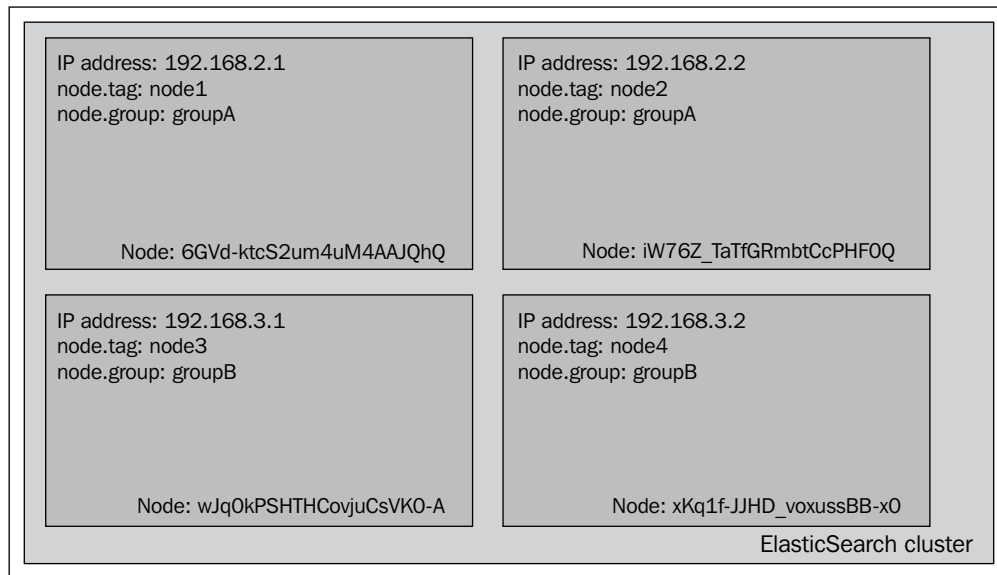 IP address: 192.168.2.1
node.tag: node1
node.group: groupA
Node: 6GVd-ktcS2um4uM4AAJQhQ
IP address: 192.168.2.2
node.tag: node2
node.group: groupA
Node: iW76Z_TaTfGRmbtCcPHF0Q
IP address: 192.168.3.1
node.tag: node3
node.group: groupB
Node: wJq0kPSHTHCovjuCsVK0-A
IP address: 192.168.3.2
node.tag: node4
node.group: groupB
Node: xKq1f-JJHD_voxussBB-x0
ElasticSearch cluster